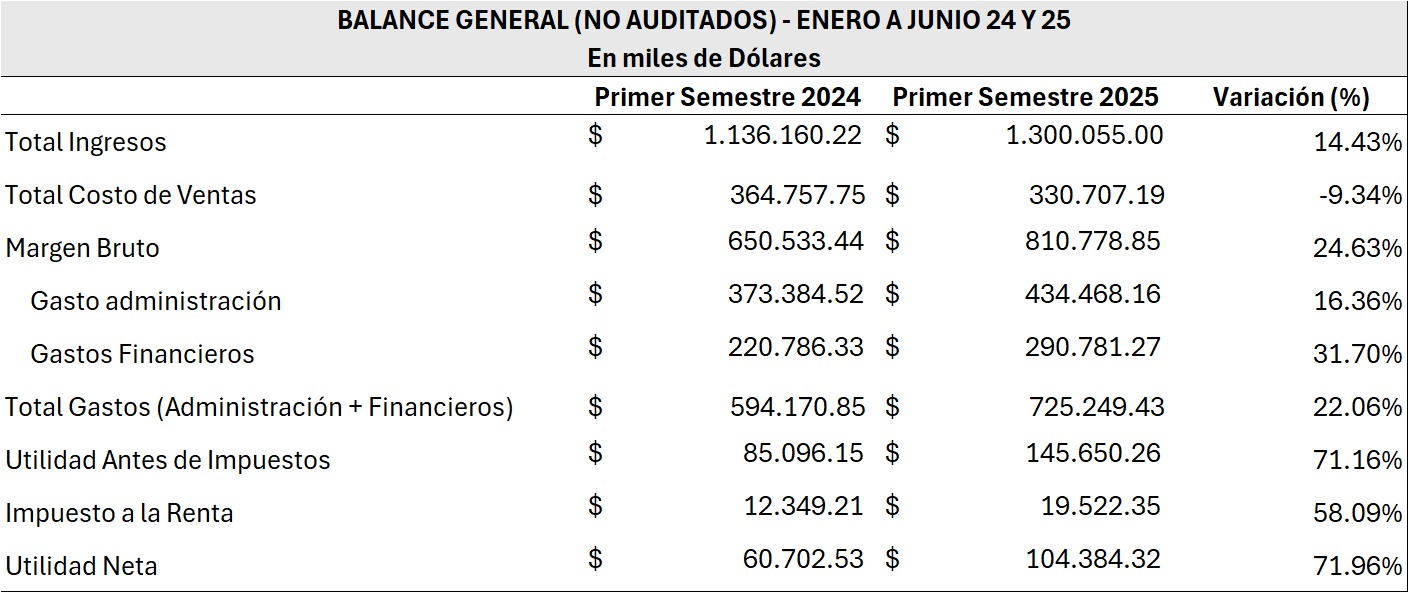 BALANCE GENERAL (NO AUDITADOS) - ENERO A JUNIO 24 Y 25
En miles de Dólares
Primer Semestre 2024 Primer Semestre 2025 Variación (%)
Total Ingresos $ 1.136.160.22 $ 1.300.055.00 14.43%
Total Costo de Ventas $ 364.757.75 $ 330.707.19 -9.34%
Margen Bruto $ 650.533.44 $ 810.778.85 24.63%
Gasto administración $ 373.384.52 $ 434.468.16 16.36%
Gastos Financieros $ 220.786.33 $ 290.781.27 31.70%
Total Gastos (Administración + Financieros) $ 594.170.85 $ 725.249.43 22.06%
Utilidad Antes de Impuestos $ 85.096.15 $ 145.650.26 71.16%
Impuesto a la Renta $ 12.349.21 $ 19.522.35 58.09%
Utilidad Neta $ 60.702.53 $ 104.384.32 71.96%